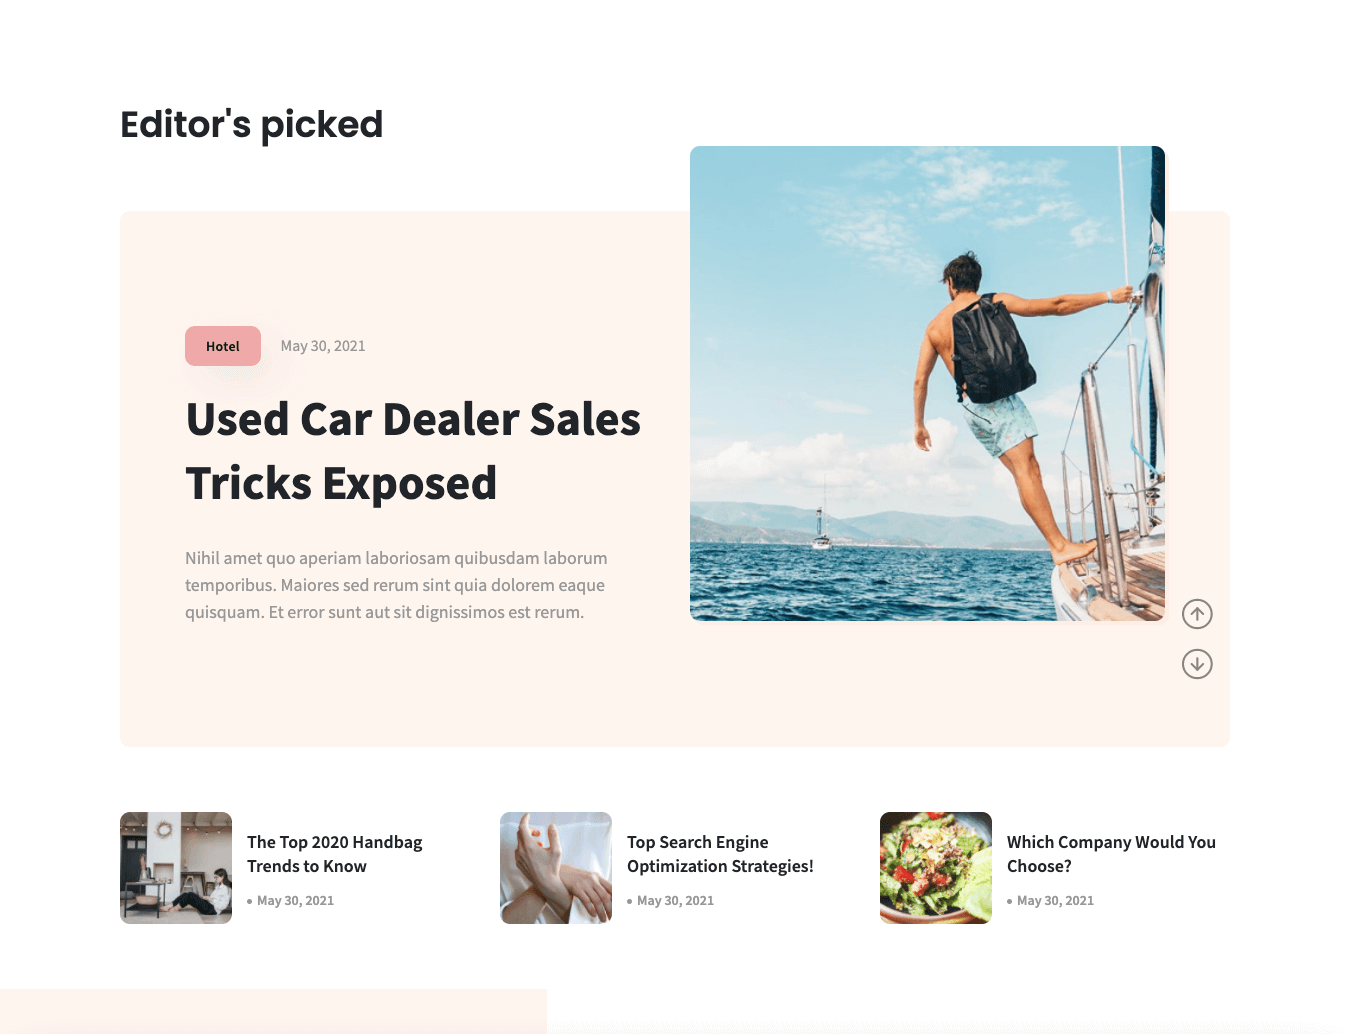 Editor's picked
Hotel
May 30, 2021
Used Car Dealer Sales
Tricks Exposed
Nihil amet quo aperiam laboriosam quibusdam laborum
temporibus. Maiores sed rerum sint quia dolorem eaque
quisquam. Et error sunt aut sit dignissimos est rerum.
The Top 2020 Handbag
Trends to Know
May 30, 2021
Top Search Engine
Optimization Strategies!
May 30, 2021
Which Company Would You
Choose?
May 30, 2021